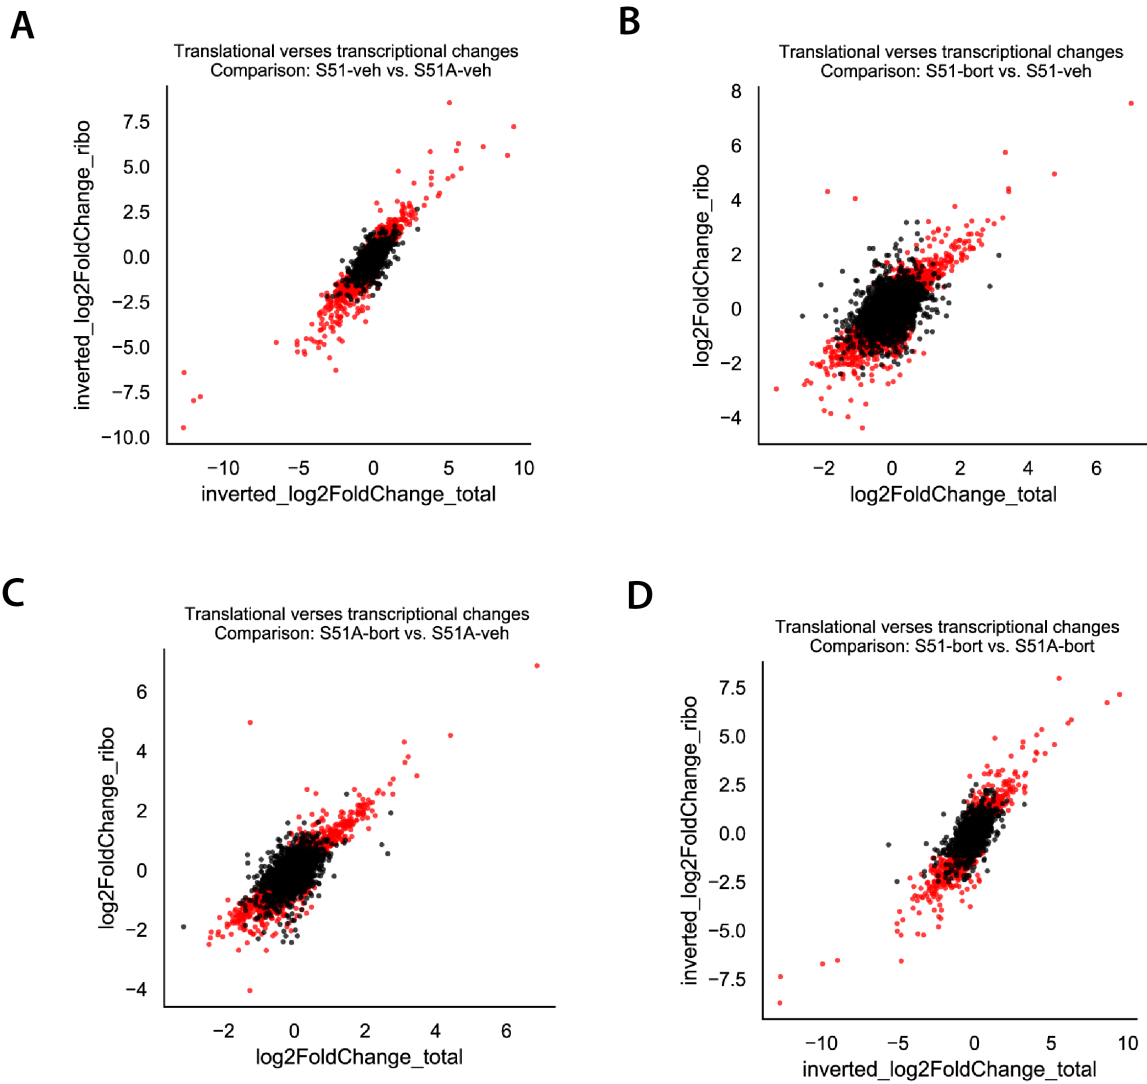 A
Translational verses transcriptional changes
Comparison: S51-veh vs. S51A-veh
inverted_log2FoldChange_ribo
7.5
5.0
2.5
0.0
−2.5
−5.0
−7.5
−10.0
−10 −5 0 5 10
inverted_log2FoldChange_total
B
Translational verses transcriptional changes
Comparison: S51-bort vs. S51-veh
log2FoldChange_ribo
8
6
4
2
0
−2
−4
−2 0 2 4 6
log2FoldChange_total
C
Translational verses transcriptional changes
Comparison: S51A-bort vs. S51A-veh
log2FoldChange_ribo
6
4
2
0
−2
−4
−2 0 2 4 6
log2FoldChange_total
D
Translational verses transcriptional changes
Comparison: S51-bort vs. S51A-bort
inverted_log2FoldChange_ribo
7.5
5.0
2.5
0.0
−2.5
−5.0
−7.5
−10 −5 0 5 10
inverted_log2FoldChange_total